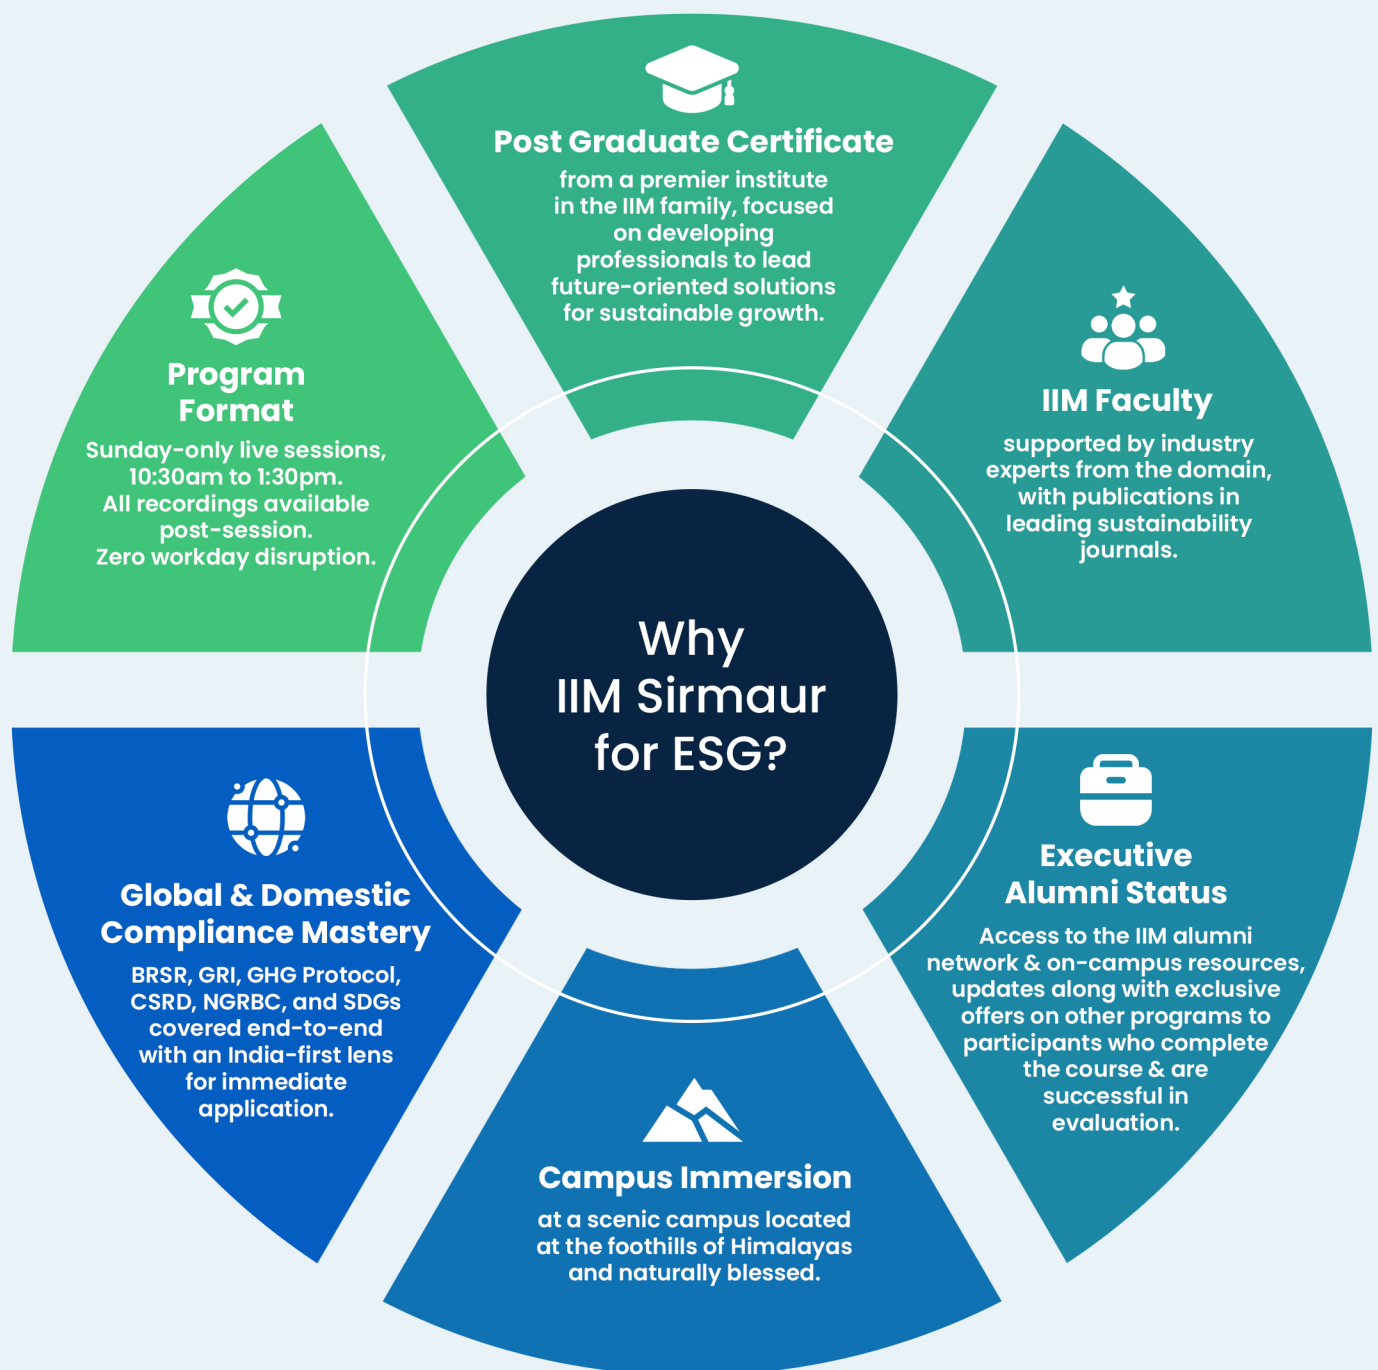 Post Graduate Certificate
from a premier institute
in the IIM family, focused
on developing
professionals to lead
future-oriented solutions
for sustainable growth.
IIM Faculty
supported by industry
experts from the domain,
with publications in
leading sustainability
journals.
Executive
Alumni Status
Access to the IIM alumni
network & on-campus resources,
updates along with exclusive
offers on other programs to
participants who complete
the course & are
successful in
evaluation.
Campus Immersion
at a scenic campus located
at the foothills of Himalayas
and naturally blessed.
Global & Domestic
Compliance Mastery
BRSR, GRI, GHG Protocol,
CSRD, NGRBC, and SDGs
covered end-to-end
with an India-first lens
for immediate
application.
Program
Format
Sunday-only live sessions,
10:30am to 1:30pm.
All recordings available
post-session.
Zero workday disruption.
Why
IIM Sirmaur
for ESG?